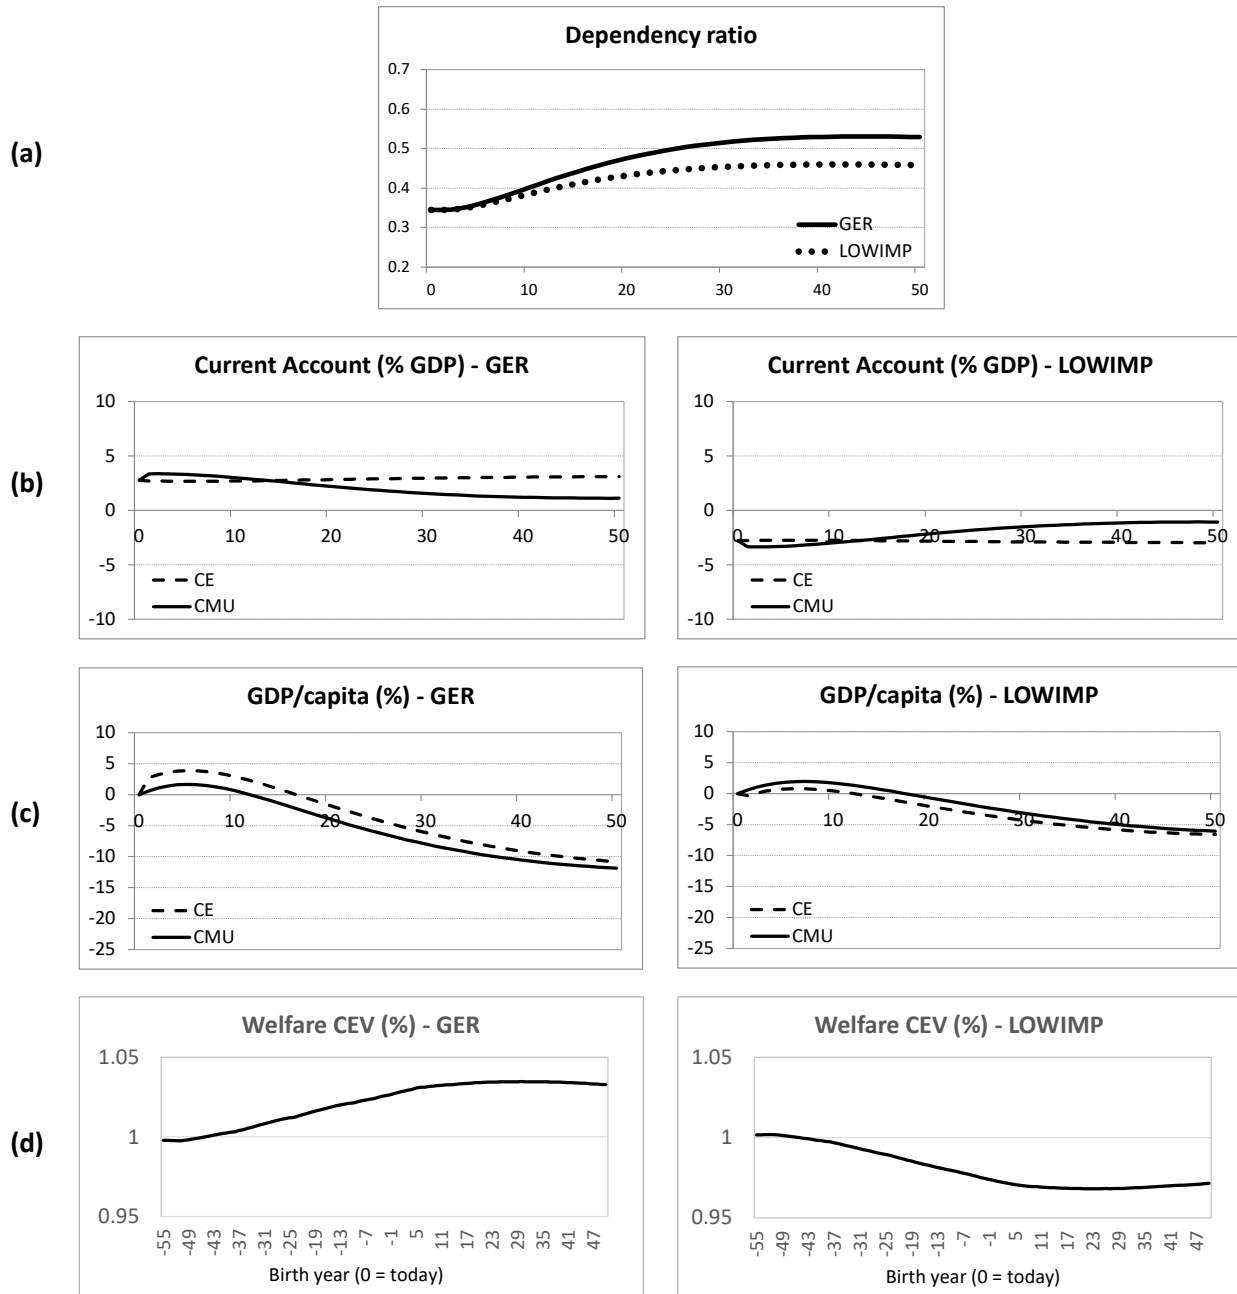 (a)
Dependency ratio
0.7
0.6
0.5
0.4
0.3
0.2
GER
LOWIMP
0 10 20 30 40 50
(b)
Current Account (% GDP) - GER
10
5
0
-5
-10
0 10 20 30 40 50
CE
CMU
Current Account (% GDP) - LOWIMP
10
5
0
-5
-10
0 10 20 30 40 50
CE
CMU
(c)
GDP/capita (%) - GER
10
5
0
-5
-10
-15
-20
-25
0 10 20 30 40 50
CE
CMU
GDP/capita (%) - LOWIMP
10
5
0
-5
-10
-15
-20
-25
0 10 20 30 40 50
CE
CMU
(d)
Welfare CEV (%) - GER
1.05
1
0.95
-55 -49 -43 -37 -31 -25 -19 -13 -7 -1 5 11 17 23 29 35 41 47
Birth year (0 = today)
Welfare CEV (%) - LOWIMP
1.05
1
0.95
-55 -49 -43 -37 -31 -25 -19 -13 -7 -1 5 11 17 23 29 35 41 47
Birth year (0 = today)